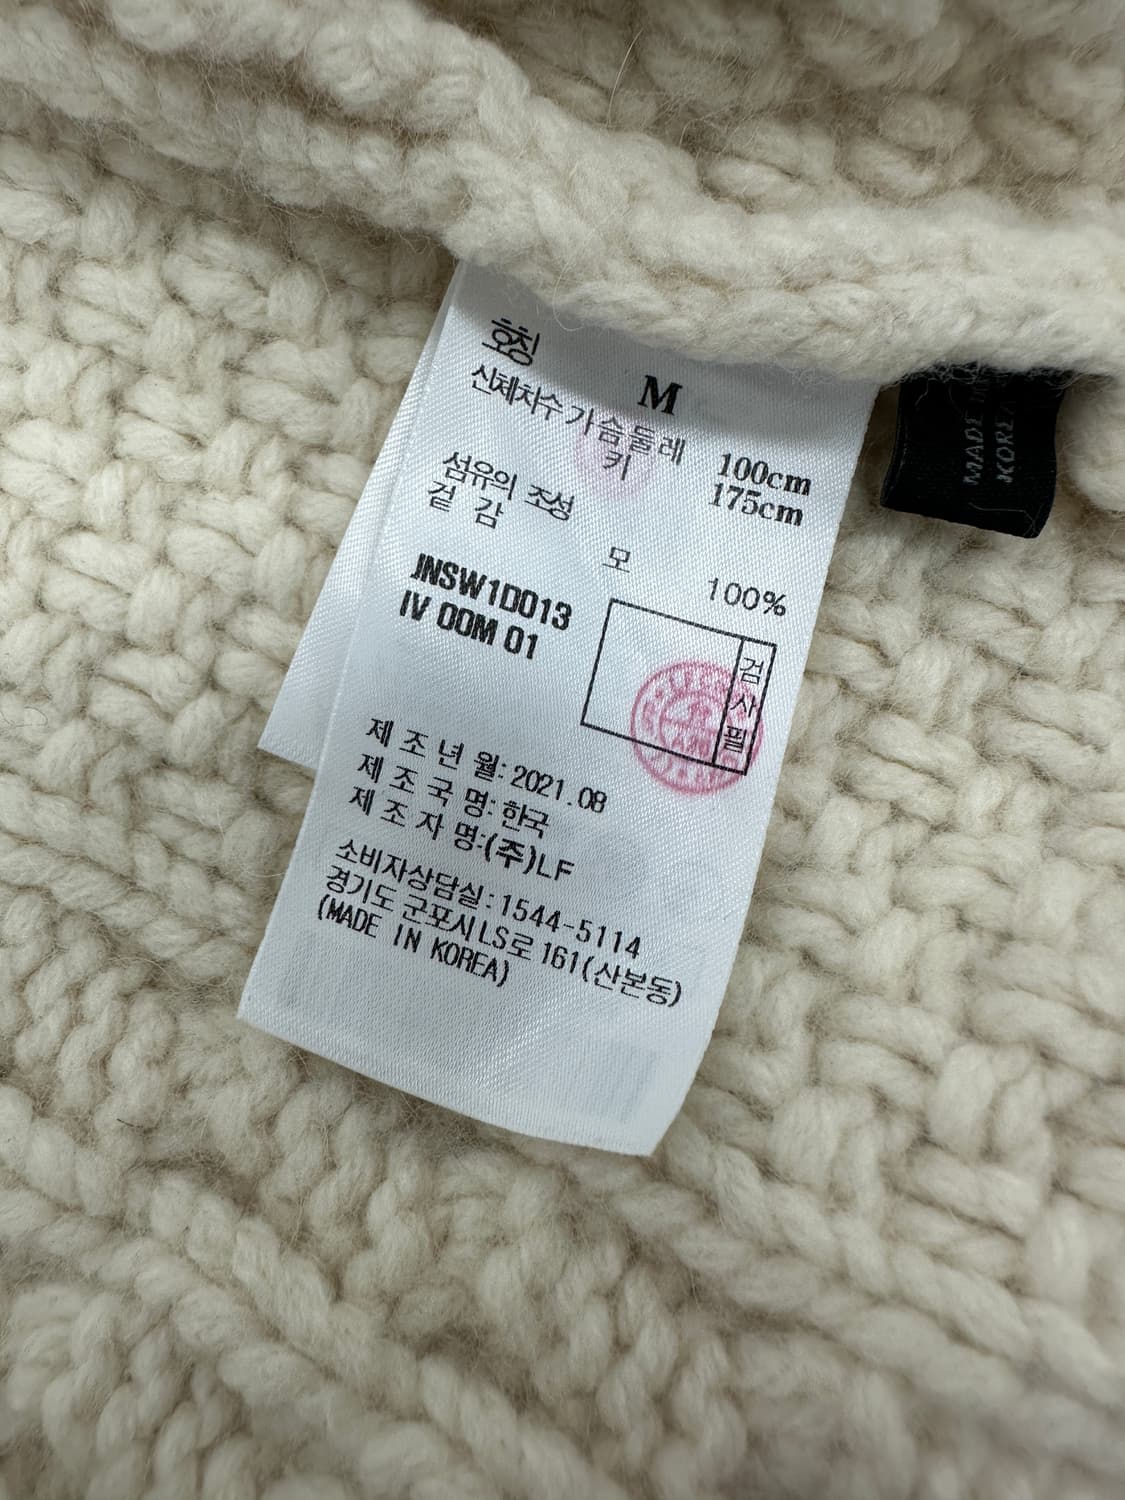 호칭 M
신체치수 가슴둘레 100cm
키 175cm
섬유의 조성
겉 감
모 100%
JNSW1D013
IV 00M 01
검사필
제 조 년 월: 2021.08
제 조 국 명: 한국
제 조 자 명:(주)LF
소비자상담실:1544-5114
경기도 군포시 LS로 161(산본동)
(MADE IN KOREA)
MADE IN
KOREA